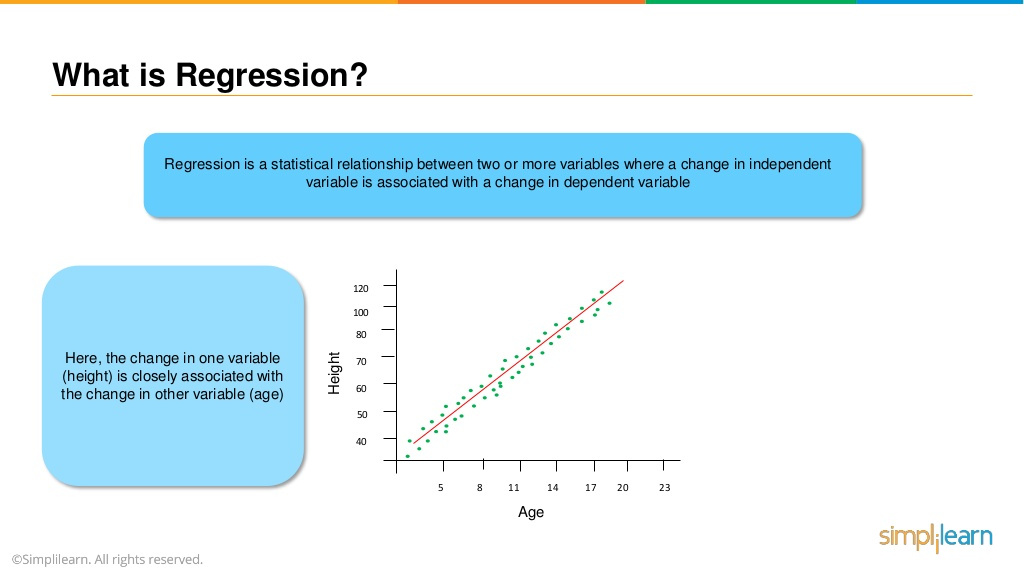 What is Regression?
Regression is a statistical relationship between two or more variables where a change in independent
variable is associated with a change in dependent variable
Here, the change in one variable
(height) is closely associated with
the change in other variable (age)
Height
120
100
80
70
60
50
40
5 8 11 14 17 20 23
Age
simplilearn
©Simplilearn. All rights reserved.